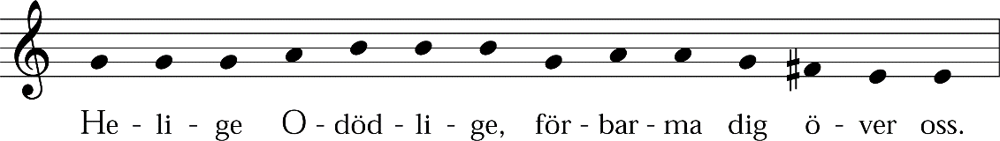 He - li - ge O - död - li - ge, för - bar - ma dig ö - ver oss.